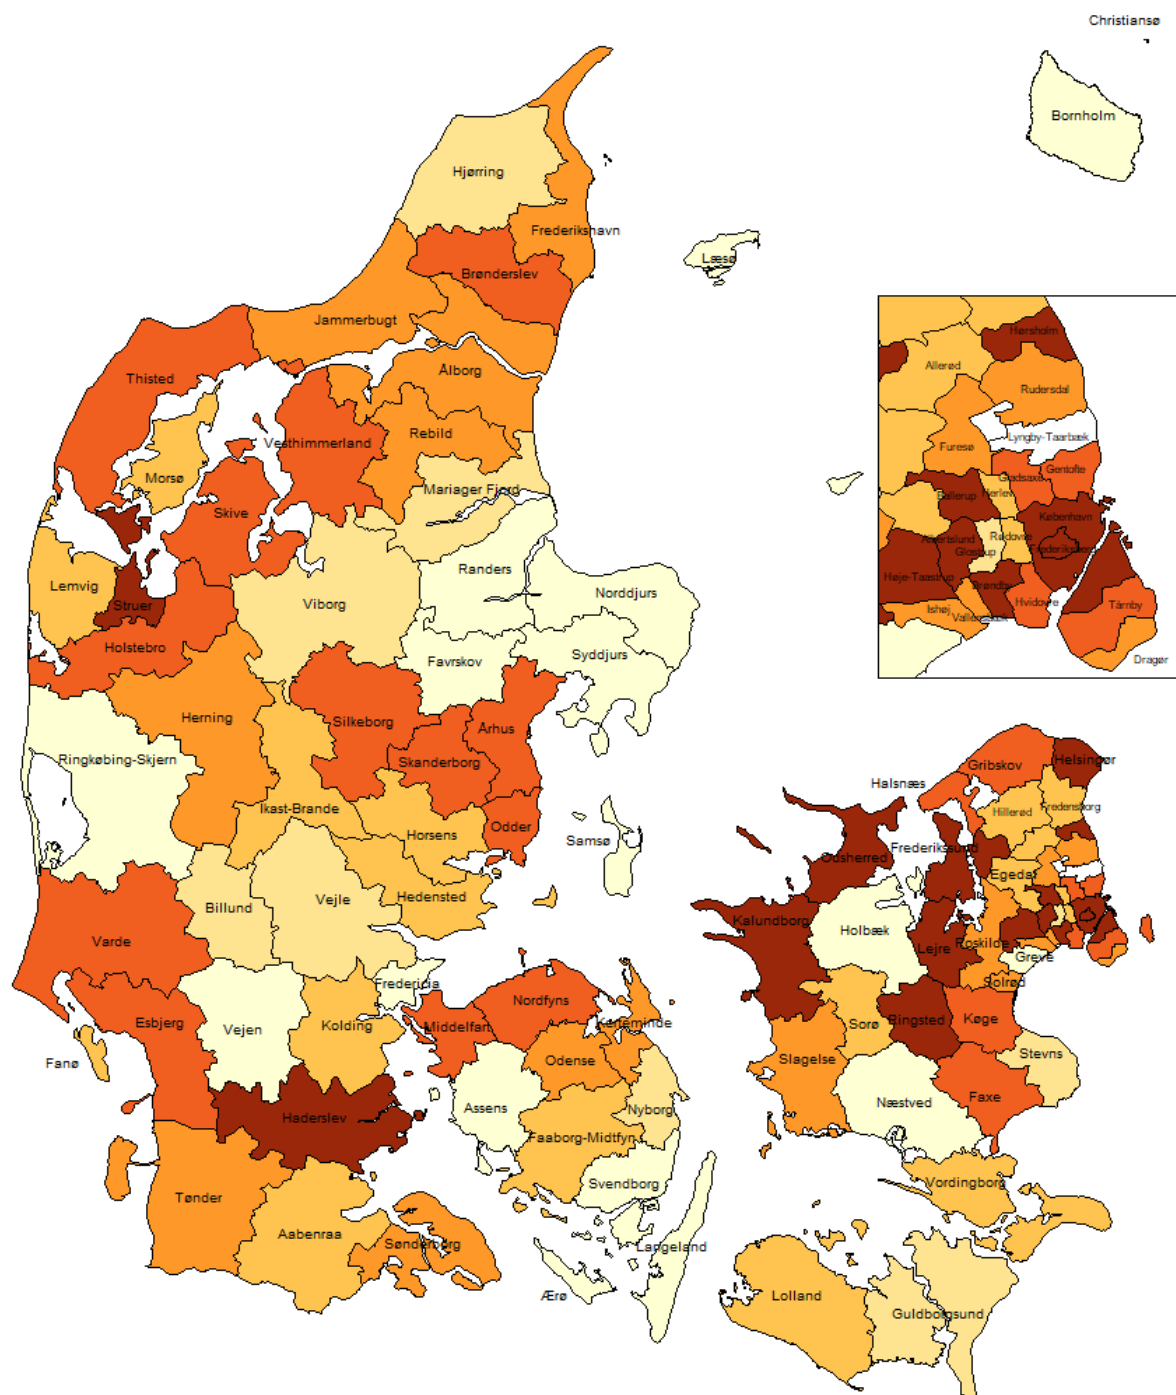 Christiansø
Bornholm
Hjørring
Frederikshavn
Læsø
Brønderslev
Jammerbugt
Hørsholm
Allerød
Thisted
Ålborg
Rudersdal
Vesthimmerland
Rebild
Lyngby-Taarbæk
Furesø
Gentofte
Gladsaxe
Morsø
Mariager Fjord
Ballerup
Herlev
Skive
København
Rødovre
Albertslund
Glostrup
Frederiksberg
Randers
Høje-Taastrup
Lemvig
Norddjurs
Struer
Viborg
Brøndby
Hvidovre
Tårnby
Ishøj
Vallensbæk
Holstebro
Favrskov
Syddjurs
Dragør
Herning
Silkeborg
Århus
Ringkøbing-Skjern
Skanderborg
Helsingør
Gribskov
Halsnæs
Ikast-Brande
Fredensborg
Hillerød
Horsens
Odder
Samsø
Frederikssund
Odsherred
Egedal
Hedensted
Vejle
Billund
Kalundborg
Holbæk
Varde
Roskilde
Lejre
Greve
Fredericia
Solrød
Nordfyns
Esbjerg
Vejen
Kolding
Middelfart
Kerteminde
Sorø
Ringsted
Køge
Stevns
Fanø
Odense
Slagelse
Faxe
Næstved
Assens
Nyborg
Haderslev
Faaborg-Midtfyn
Svendborg
Vordingborg
Tønder
Aabenraa
Sønderborg
Langeland
Ærø
Lolland
Guldborgsund